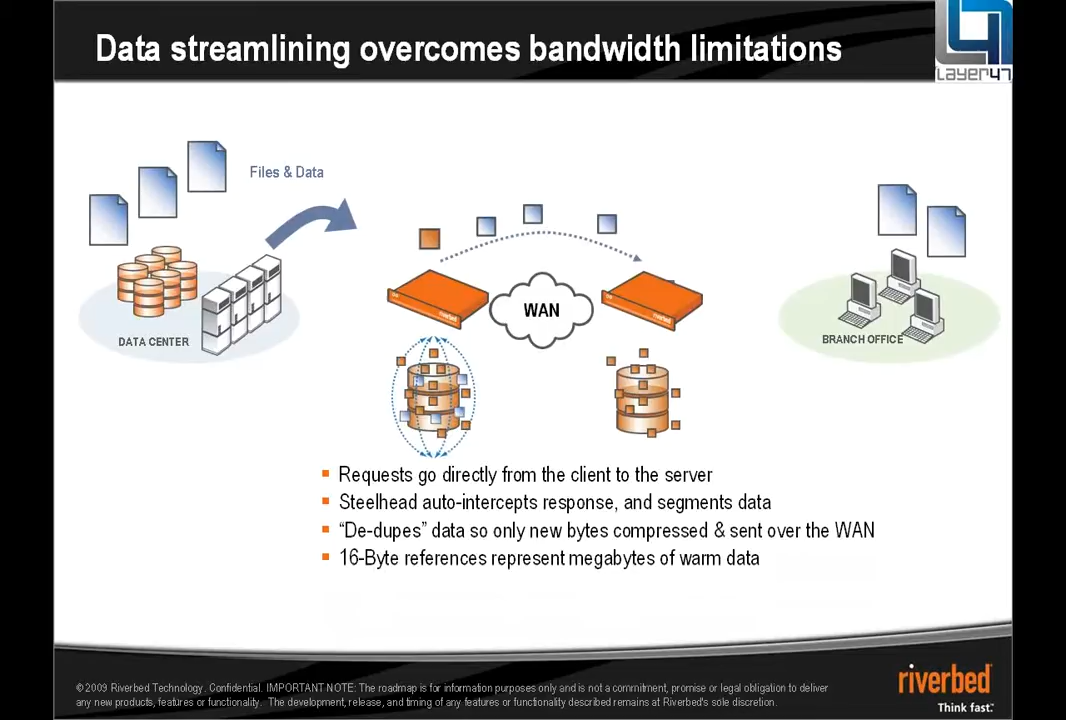 Data streamlining overcomes bandwidth limitations
LAYER47
Files & Data
WAN
riverbed
riverbed
DATA CENTER
BRANCH OFFICE
Requests go directly from the client to the server
Steelhead auto-intercepts response, and segments data
“De-dupes” data so only new bytes compressed & sent over the WAN
16-Byte references represent megabytes of warm data
© 2009 Riverbed Technology. Confidential. IMPORTANT NOTE: The roadmap is for information purposes only and is not a commitment, promise or legal obligation to deliver
any new products, features or functionality. The development, release, and timing of any features or functionality described remains at Riverbed's sole discretion.
riverbed
Think fast.